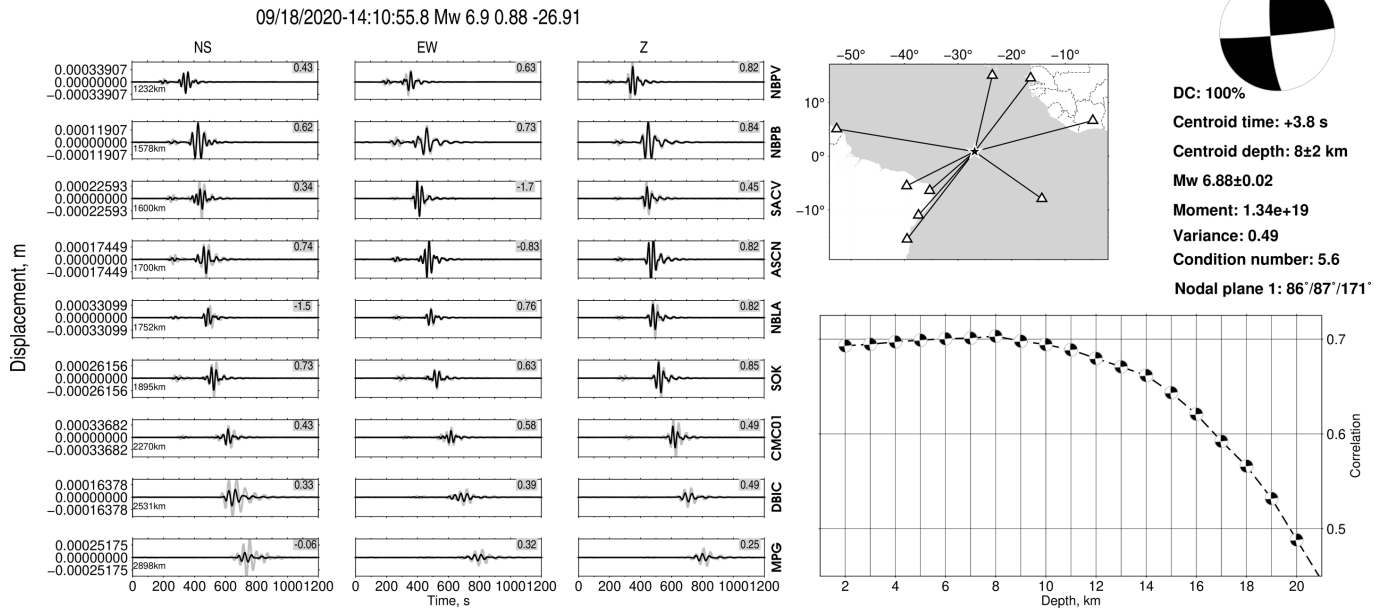 09/18/2020-14:10:55.8 Mw 6.9 0.88 -26.91
NS EW Z
Displacement, m
0.00033907
0.00000000
−0.00033907
1232km
0.43 0.63 0.82 NBPV
0.00011907
0.00000000
−0.00011907
1578km
0.62 0.73 0.84 NBPB
0.00022593
0.00000000
−0.00022593
1600km
0.34 -1.7 0.45 SACV
0.00017449
0.00000000
−0.00017449
1700km
0.74 -0.83 0.82 ASCN
0.00033099
0.00000000
−0.00033099
1752km
-1.5 0.76 0.82 NBLA
0.00026156
0.00000000
−0.00026156
1895km
0.73 0.63 0.85 SOK
0.00033682
0.00000000
−0.00033682
2270km
0.43 0.58 0.49 CMC01
0.00016378
0.00000000
−0.00016378
2531km
0.33 0.39 0.49 DBIC
0.00025175
0.00000000
−0.00025175
2898km
-0.06 0.32 0.25 MPG
0 200 400 600 800 1000 1200 0 200 400 600 800 1000 1200 0 200 400 600 800 1000 1200
Time, s
−50° −40° −30° −20° −10°
10°
0°
−10°
DC: 100%
Centroid time: +3.8 s
Centroid depth: 8±2 km
Mw 6.88±0.02
Moment: 1.34e+19
Variance: 0.49
Condition number: 5.6
Nodal plane 1: 86°/87°/171°
0.7
0.6
0.5
Correlation
2 4 6 8 10 12 14 16 18 20
Depth, km